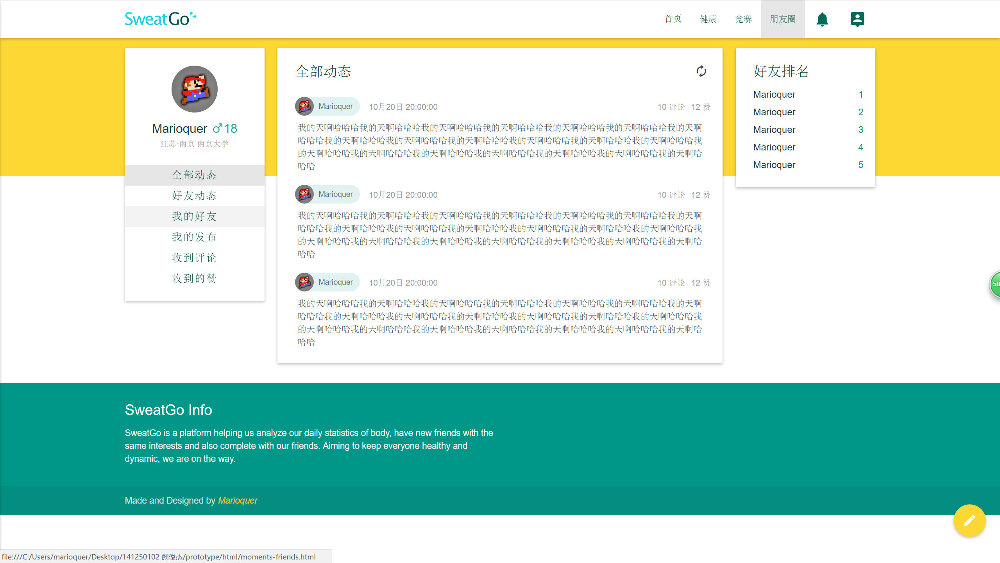 SweatGo
首页 健康 竞赛 朋友圈
Marioquer ♂18
江苏·南京 南京大学
全部动态
好友动态
我的好友
我的发布
收到评论
收到的赞
全部动态
Marioquer 10月20日 20:00:00 10 评论 12 赞
我的天啊哈哈哈我的天啊哈哈哈我的天啊哈哈哈我的天啊哈哈哈我的天啊哈哈哈我的天啊哈哈哈我的天啊
哈哈哈我的天啊哈哈哈我的天啊哈哈哈我的天啊哈哈哈我的天啊哈哈哈我的天啊哈哈哈我的天啊哈哈哈我
的天啊哈哈哈我的天啊哈哈哈我的天啊哈哈哈我的天啊哈哈哈我的天啊哈哈哈我的天啊哈哈哈我的天啊哈
哈哈
Marioquer 10月20日 20:00:00 10 评论 12 赞
我的天啊哈哈哈我的天啊哈哈哈我的天啊哈哈哈我的天啊哈哈哈我的天啊哈哈哈我的天啊哈哈哈我的天啊
哈哈哈我的天啊哈哈哈我的天啊哈哈哈我的天啊哈哈哈我的天啊哈哈哈我的天啊哈哈哈我的天啊哈哈哈我
的天啊哈哈哈我的天啊哈哈哈我的天啊哈哈哈我的天啊哈哈哈我的天啊哈哈哈我的天啊哈哈哈我的天啊哈
哈哈
Marioquer 10月20日 20:00:00 10 评论 12 赞
我的天啊哈哈哈我的天啊哈哈哈我的天啊哈哈哈我的天啊哈哈哈我的天啊哈哈哈我的天啊哈哈哈我的天啊
哈哈哈我的天啊哈哈哈我的天啊哈哈哈我的天啊哈哈哈我的天啊哈哈哈我的天啊哈哈哈我的天啊哈哈哈我
的天啊哈哈哈我的天啊哈哈哈我的天啊哈哈哈我的天啊哈哈哈我的天啊哈哈哈我的天啊哈哈哈我的天啊哈
哈哈
好友排名
Marioquer 1
Marioquer 2
Marioquer 3
Marioquer 4
Marioquer 5
SweatGo Info
SweatGo is a platform helping us analyze our daily statistics of body, have new friends with the
same interests and also complete with our friends. Aiming to keep everyone healthy and
dynamic, we are on the way.
Made and Designed by Marioquer
file:///C:/Users/marioquer/Desktop/141250102 阙俊杰/prototype/html/moments-friends.html